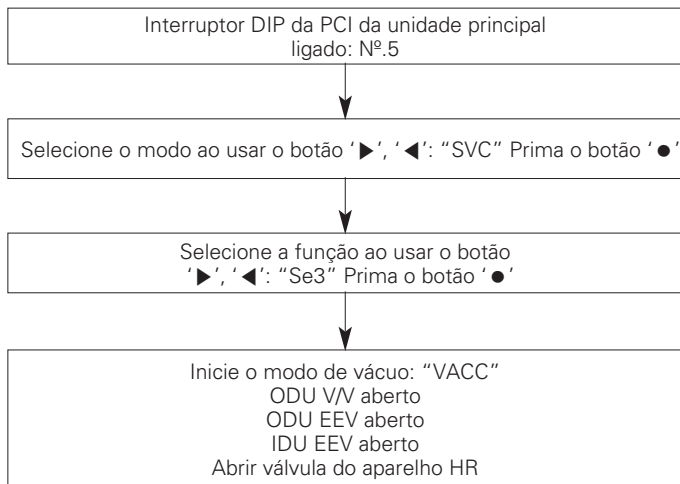 Interruptor DIP da PCI da unidade principal
ligado: Nº.5
Selecione o modo ao usar o botão ‘▶’, ‘◀’: “SVC” Prima o botão ‘●’
Selecione a função ao usar o botão
‘▶’, ‘◀’: “Se3” Prima o botão ‘●’
Inicie o modo de vácuo: “VACC”
ODU V/V aberto
ODU EEV aberto
IDU EEV aberto
Abrir válvula do aparelho HR